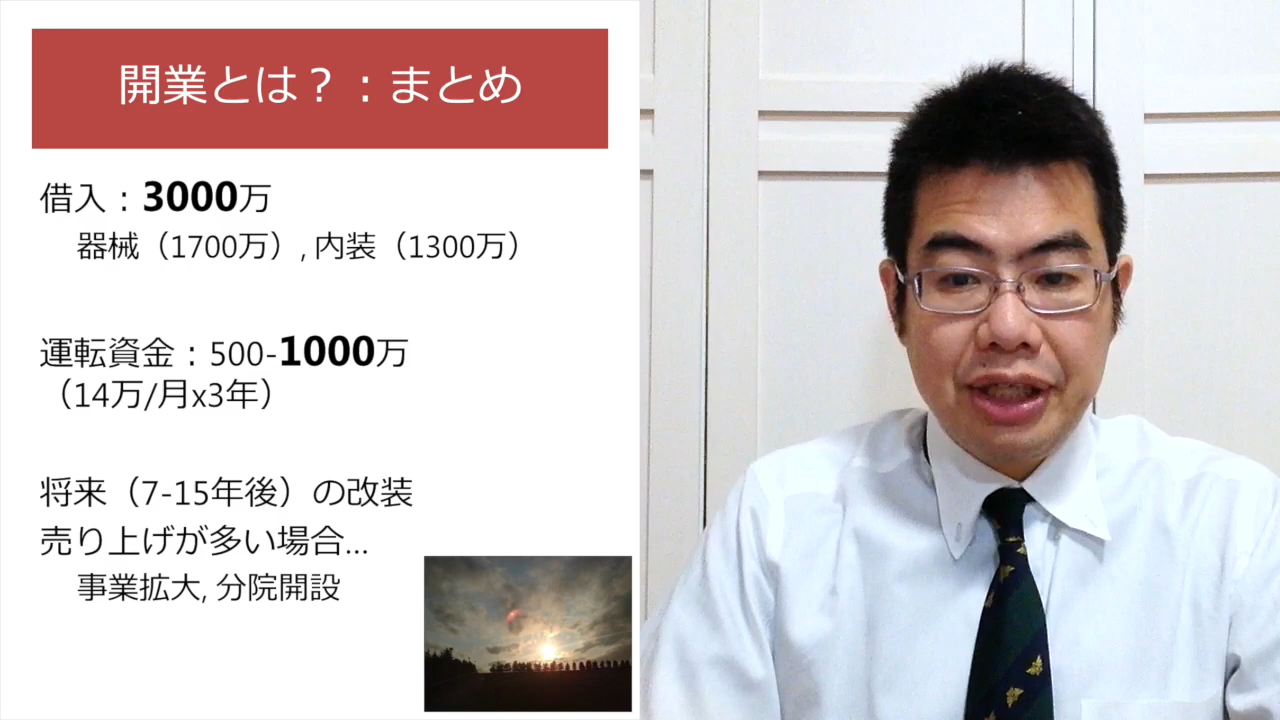 開業とは？：まとめ
借入：3000万
器械（1700万）, 内装（1300万）
運転資金：500-1000万
（14万/月x3年）
将来（7-15年後）の改装
売り上げが多い場合...
事業拡大, 分院開設